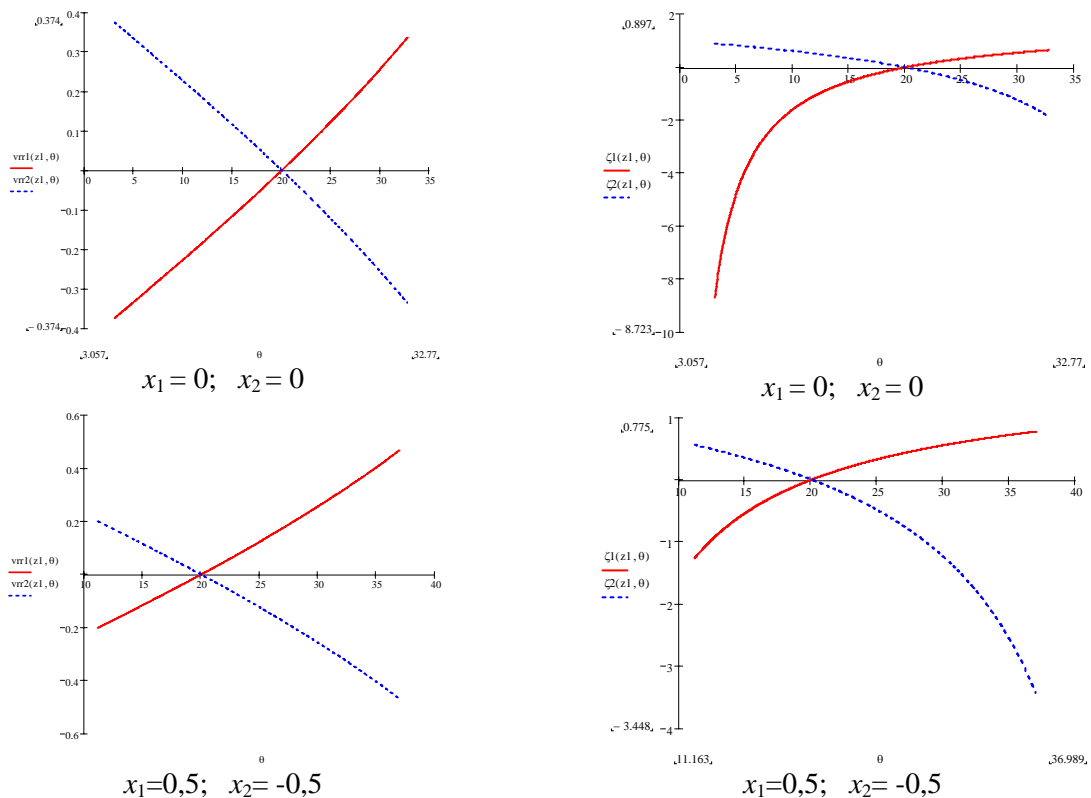 0.374
0.4
0.3
0.2
0.1
vrr1(z1,θ)
vrr2(z1,θ)
0 5 10 15 20 25 30 35
−0.1
−0.2
−0.3
− 0.374
−0.4
3.057 θ 32.77
x1 = 0; x2 = 0
0.897
2
0 5 10 15 20 25 30 35
−2
ζ1(z1,θ)
ζ2(z1,θ)
−4
−6
−8
− 8.723
−10
3.057 θ 32.77
x1 = 0; x2 = 0
0.6
0.4
0.2
vrr1(z1,θ)
vrr2(z1,θ)
10 15 20 25 30 35 40
−0.2
−0.4
−0.6
θ
x1=0,5; x2= -0,5
0.775
1
10 15 20 25 30 35 40
−1
ζ1(z1,θ)
ζ2(z1,θ)
−2
−3
− 3.448
−4
11.163 θ 36.989
x1=0,5; x2= -0,5